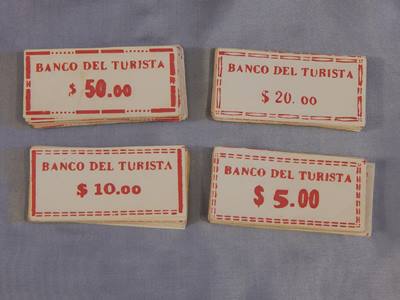 BANCO DEL TURISTA
$ 50.00
BANCO DEL TURISTA
$ 20.00
BANCO DEL TURISTA
$ 10.00
BANCO DEL TURISTA
$ 5.00